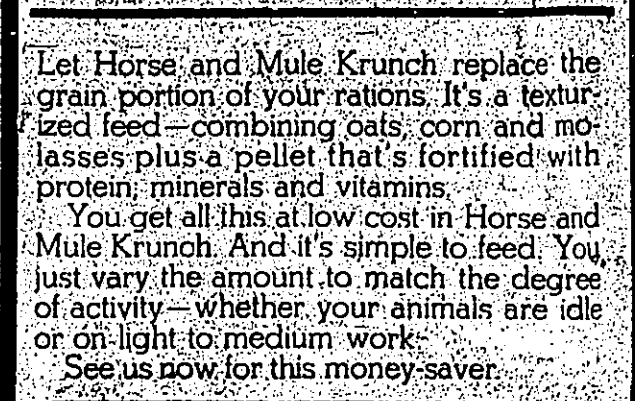 Let Horse and Mule Krunch replace the
grain portion of your rations. It's a textur-
ized feed—combining oats, corn and mo-
lasses plus a pellet that's fortified with
protein, minerals and vitamins.
You get all this at low cost in Horse and
Mule Krunch. And it's simple to feed. You
just vary the amount to match the degree
of activity—whether your animals are idle
or on light to medium work.
See us now for this money-saver.